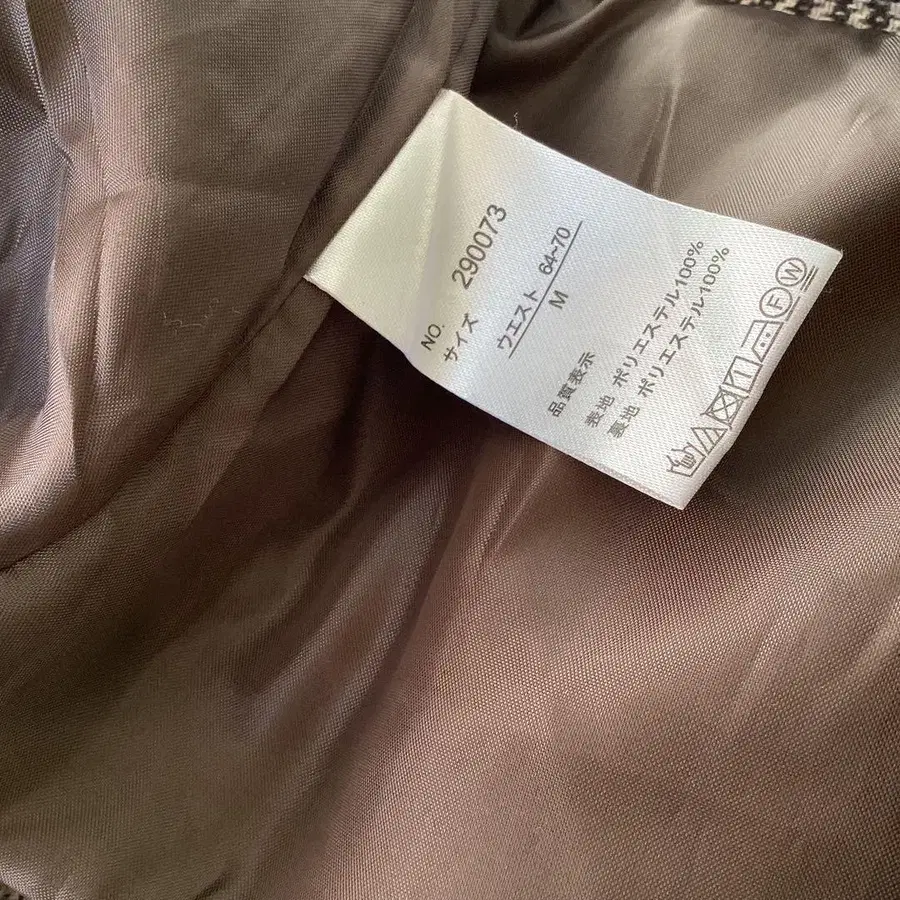 NO. 290073
サイズ
ウエスト 64~70
M
品質表示
表地 ポリエステル100%
裏地 ポリエステル100%
F W